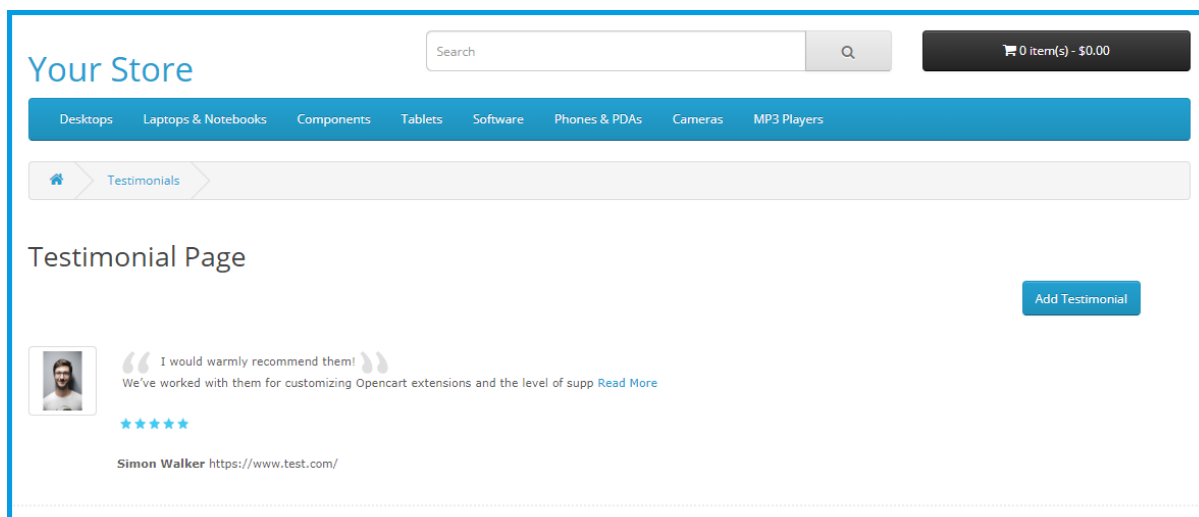 Your Store
Search
0 item(s) - $0.00
Desktops Laptops & Notebooks Components Tablets Software Phones & PDAs Cameras MP3 Players
Testimonials
Testimonial Page
Add Testimonial
“ I would warmly recommend them! ”
We've worked with them for customizing Opencart extensions and the level of supp Read More
Simon Walker https://www.test.com/